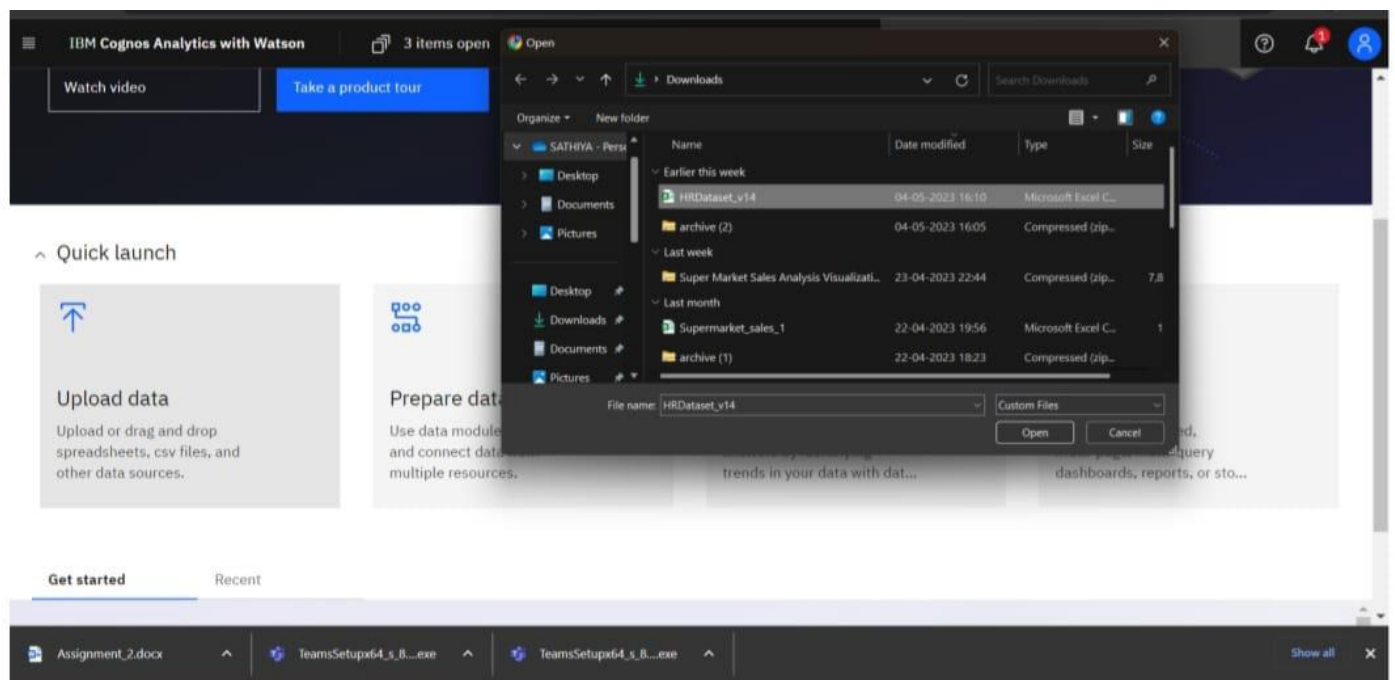 IBM Cognos Analytics with Watson
3 items open
Open
1
Watch video
Take a product tour
Downloads
Search Downloads
Organize
New folder
SATHIYA - Pers
Desktop
Documents
Pictures
Desktop
Downloads
Documents
Pictures
Name Date modified Type Size
Earlier this week
HRDataset_v14 04-05-2023 16:10 Microsoft Excel C...
archive (2) 04-05-2023 16:05 Compressed (zip...
Last week
Super Market Sales Analysis Visualizati... 23-04-2023 22:44 Compressed (zip... 7,8
Last month
Supermarket_sales_1 22-04-2023 19:56 Microsoft Excel C... 1
archive (1) 22-04-2023 18:23 Compressed (zip...
File name: HRDataset_v14 Custom Files
Open Cancel
Quick launch
Upload data
Upload or drag and drop
spreadsheets, csv files, and
other data sources.
Prepare dat
Use data module
and connect dat
multiple resources.
trends in your data with dat...
ed,
query
dashboards, reports, or sto...
Get started Recent
Assignment_2.docx
TeamsSetupx64_s_8....exe
TeamsSetupx64_s_8....exe
Show all